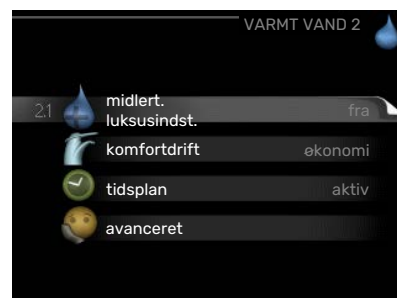 VARMT VAND 2
2.1 midlert.
luksusindst. fra
komfortdrift økonomi
tidsplan aktiv
avanceret